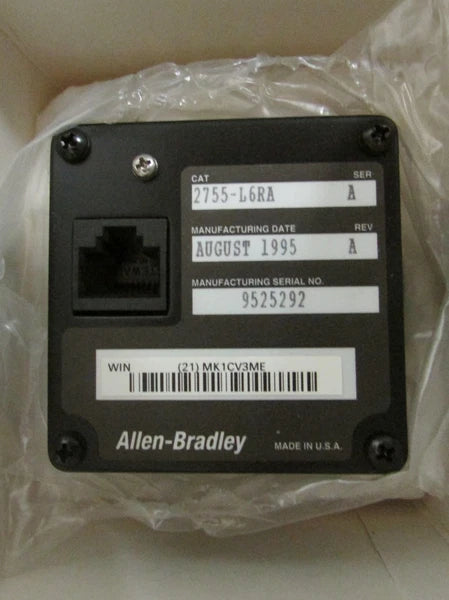 CAT SER
2755-L6RA A
MANUFACTURING DATE REV
AUGUST 1995 A
MANUFACTURING SERIAL NO.
9525292
WIN (21) MK1CV3ME
Allen-Bradley MADE IN U.S.A.